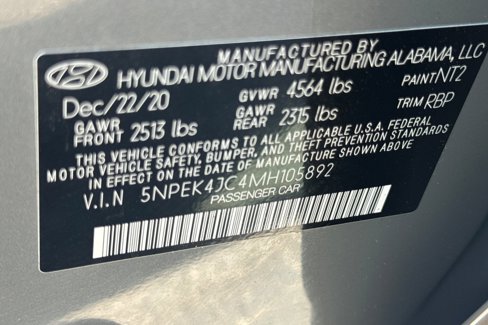 MANUFACTURED BY
HYUNDAI MOTOR MANUFACTURING ALABAMA, LLC
Dec/22/20 GVWR 4564 lbs PAINT NT2
GAWR FRONT 2513 lbs GAWR REAR 2315 lbs TRIM RBP
THIS VEHICLE CONFORMS TO ALL APPLICABLE U.S.A. FEDERAL
MOTOR VEHICLE SAFETY, BUMPER, AND THEFT PREVENTION STANDARDS
IN EFFECT ON THE DATE OF MANUFACTURE SHOWN ABOVE.
V.I.N 5NPEK4JC4MH105892
PASSENGER CAR